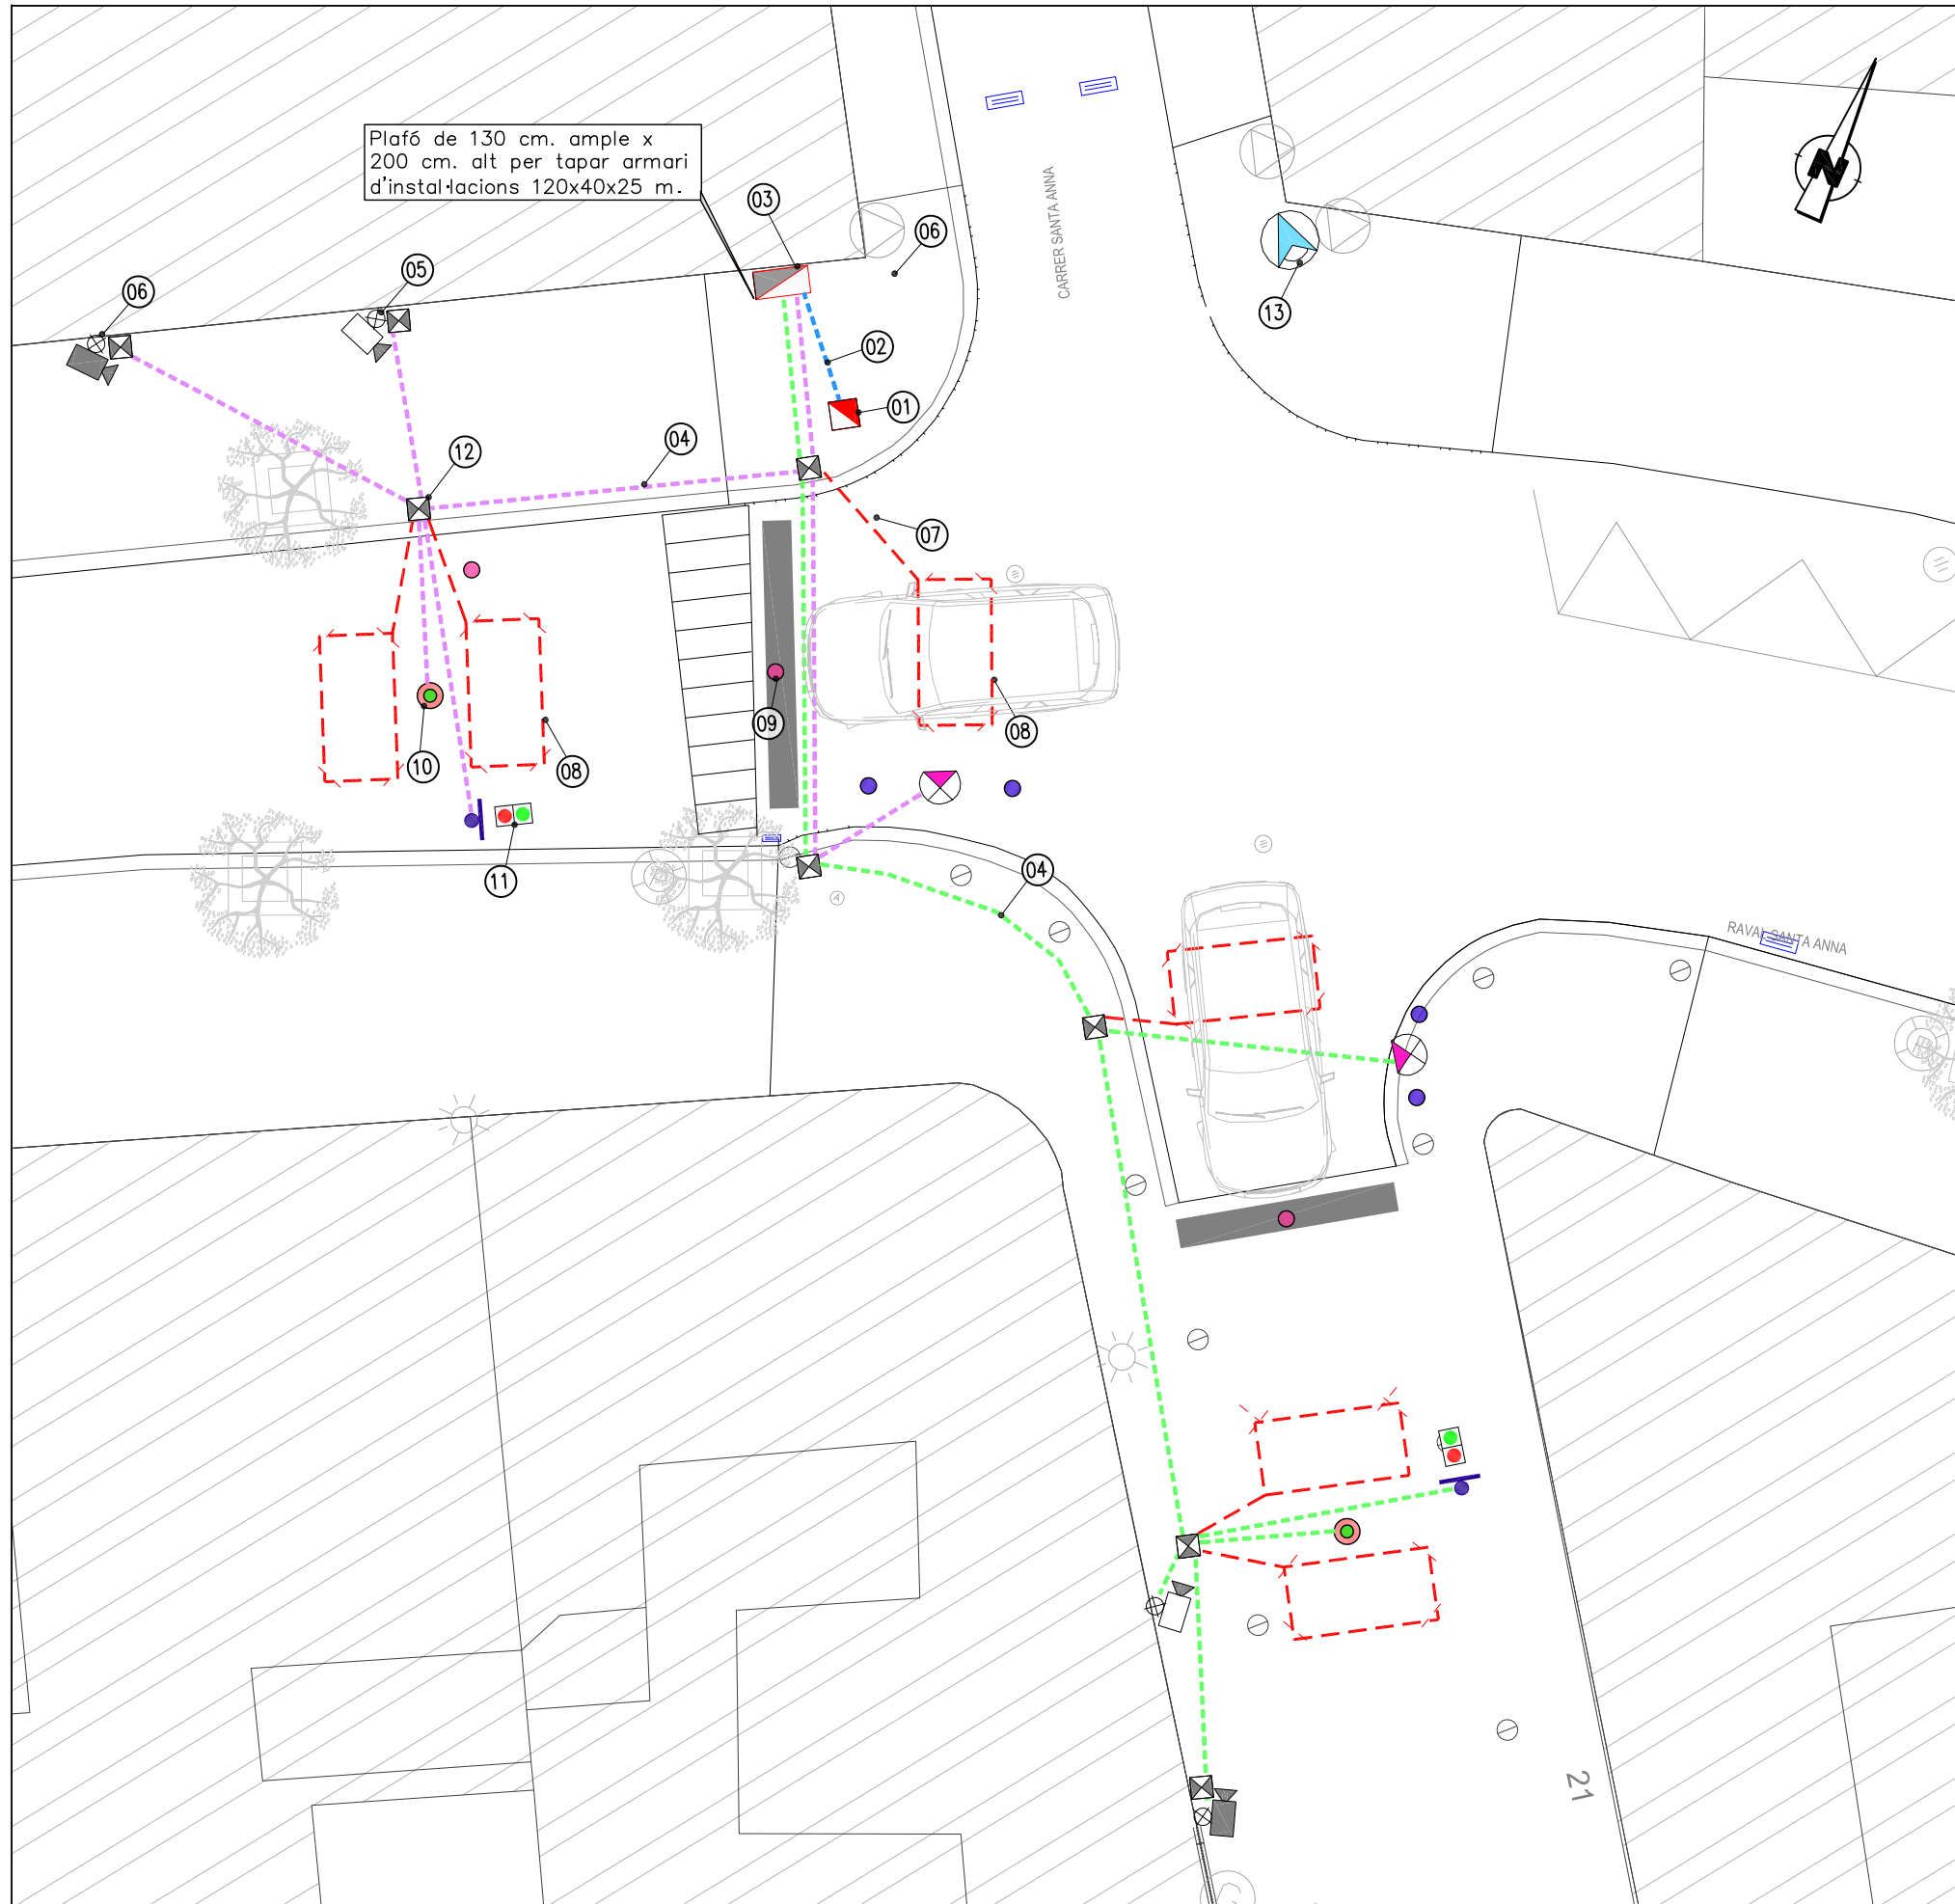 Plafó de 130 cm. ample x
200 cm. alt per tapar armari
d'instal·lacions 120x40x25 m.
N
CARRER SANTA ANNA
03
06
05
06
13
02
01
04
12
07
09
08
10
08
11
04
RAVAL SANTA ANNA
21